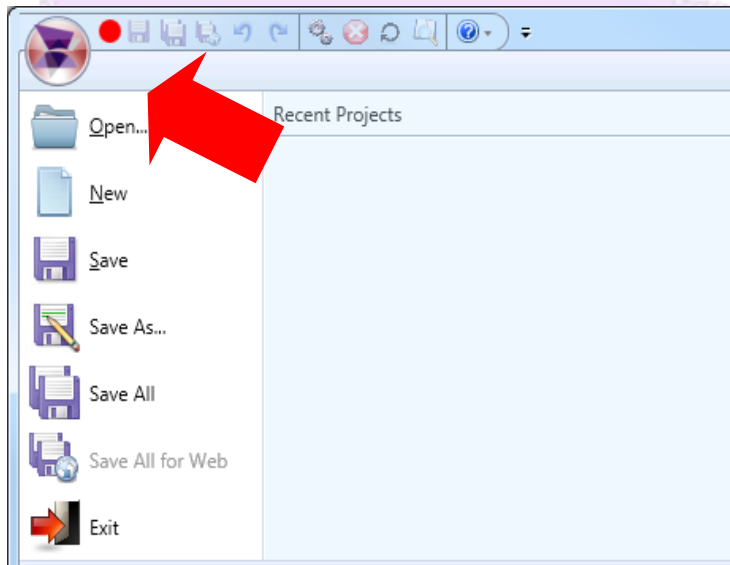 Recent Projects
Open...
New
Save
Save As...
Save All
Save All for Web
Exit